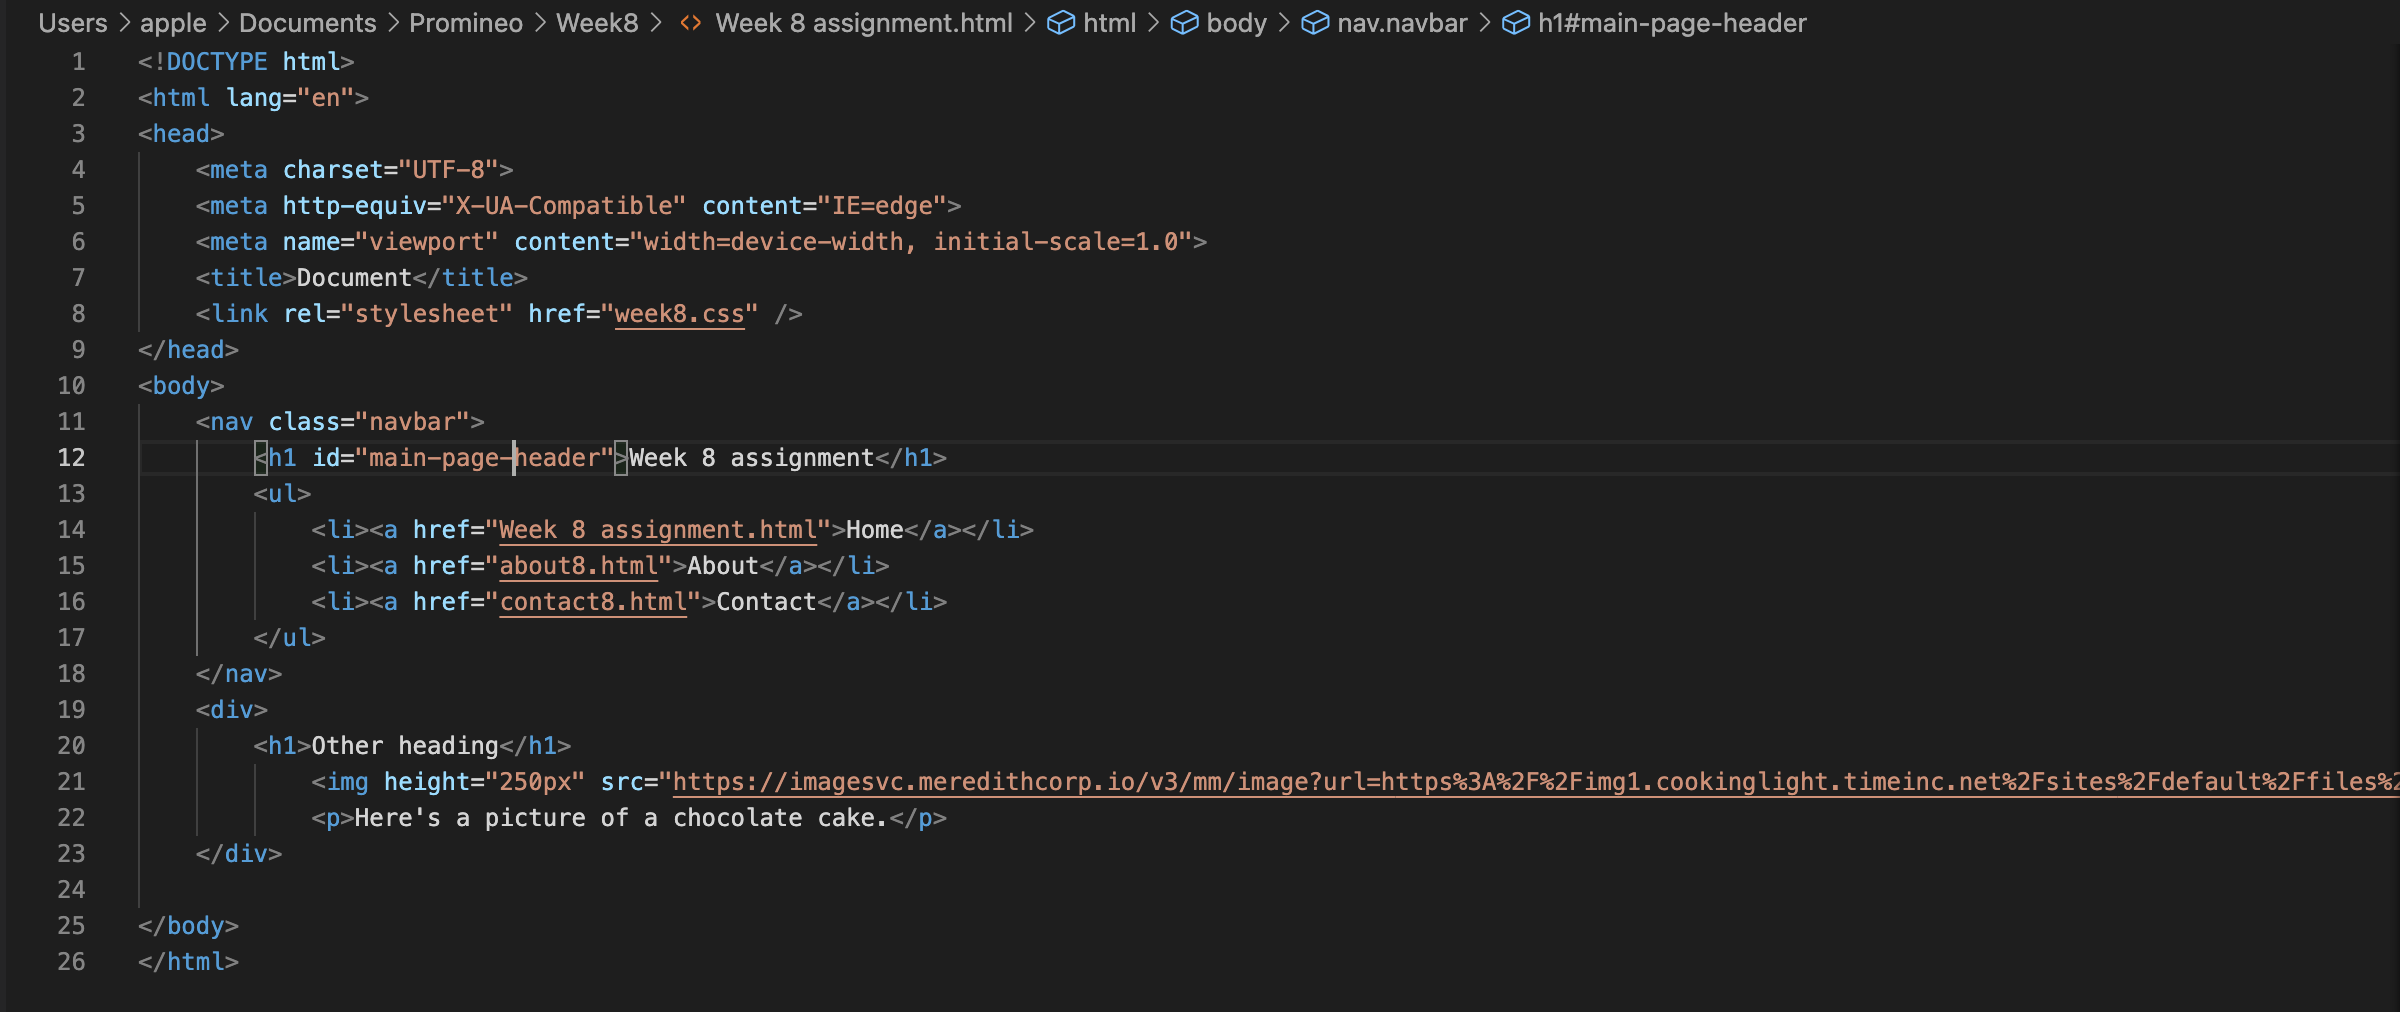 Users > apple > Documents > Promineo > Week8 > <> Week 8 assignment.html > html > body > nav.navbar > h1#main-page-header
1 <!DOCTYPE html>
2 <html lang="en">
3 <head>
4     <meta charset="UTF-8">
5     <meta http-equiv="X-UA-Compatible" content="IE=edge">
6     <meta name="viewport" content="width=device-width, initial-scale=1.0">
7     <title>Document</title>
8     <link rel="stylesheet" href="week8.css" />
9 </head>
10 <body>
11     <nav class="navbar">
12         <h1 id="main-page-header">Week 8 assignment</h1>
13         <ul>
14             <li><a href="Week 8 assignment.html">Home</a></li>
15             <li><a href="about8.html">About</a></li>
16             <li><a href="contact8.html">Contact</a></li>
17         </ul>
18     </nav>
19     <div>
20         <h1>Other heading</h1>
21             <img height="250px" src="https://imagesvc.meredithcorp.io/v3/mm/image?url=https%3A%2F%2Fimg1.cookinglight.timeinc.net%2Fsites%2Fdefault%2Ffiles%2
22             <p>Here's a picture of a chocolate cake.</p>
23     </div>
24
25 </body>
26 </html>